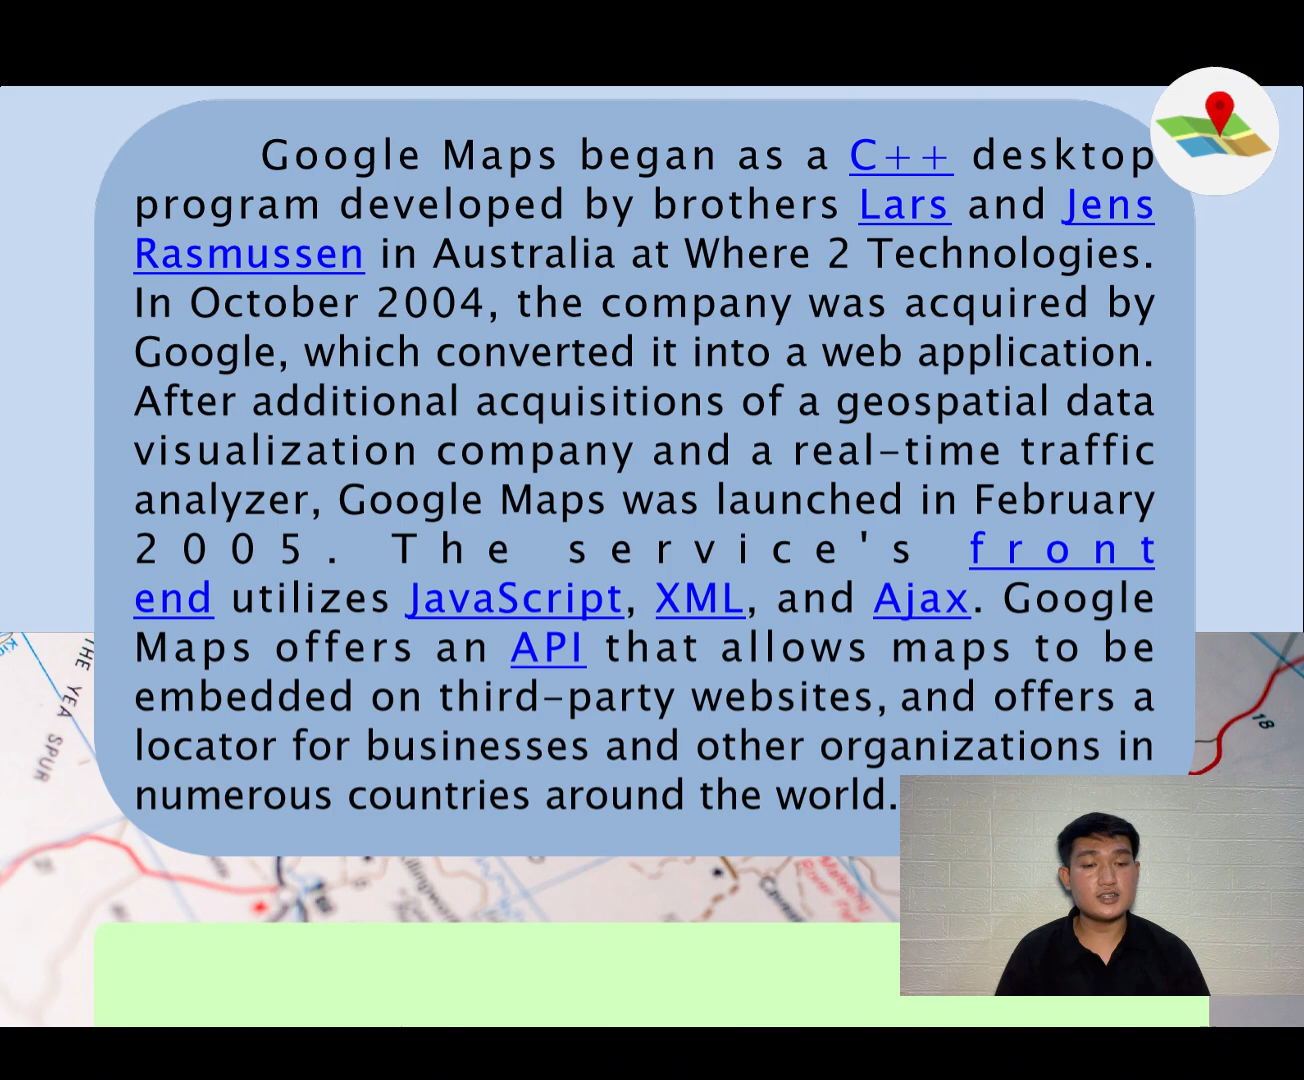 Google Maps began as a C++ desktop
program developed by brothers Lars and Jens
Rasmussen in Australia at Where 2 Technologies.
In October 2004, the company was acquired by
Google, which converted it into a web application.
After additional acquisitions of a geospatial data
visualization company and a real-time traffic
analyzer, Google Maps was launched in February
2005. The service's front
end utilizes JavaScript, XML, and Ajax. Google
Maps offers an API that allows maps to be
embedded on third-party websites, and offers a
locator for businesses and other organizations in
numerous countries around the world.
THE YEA SPUR
18